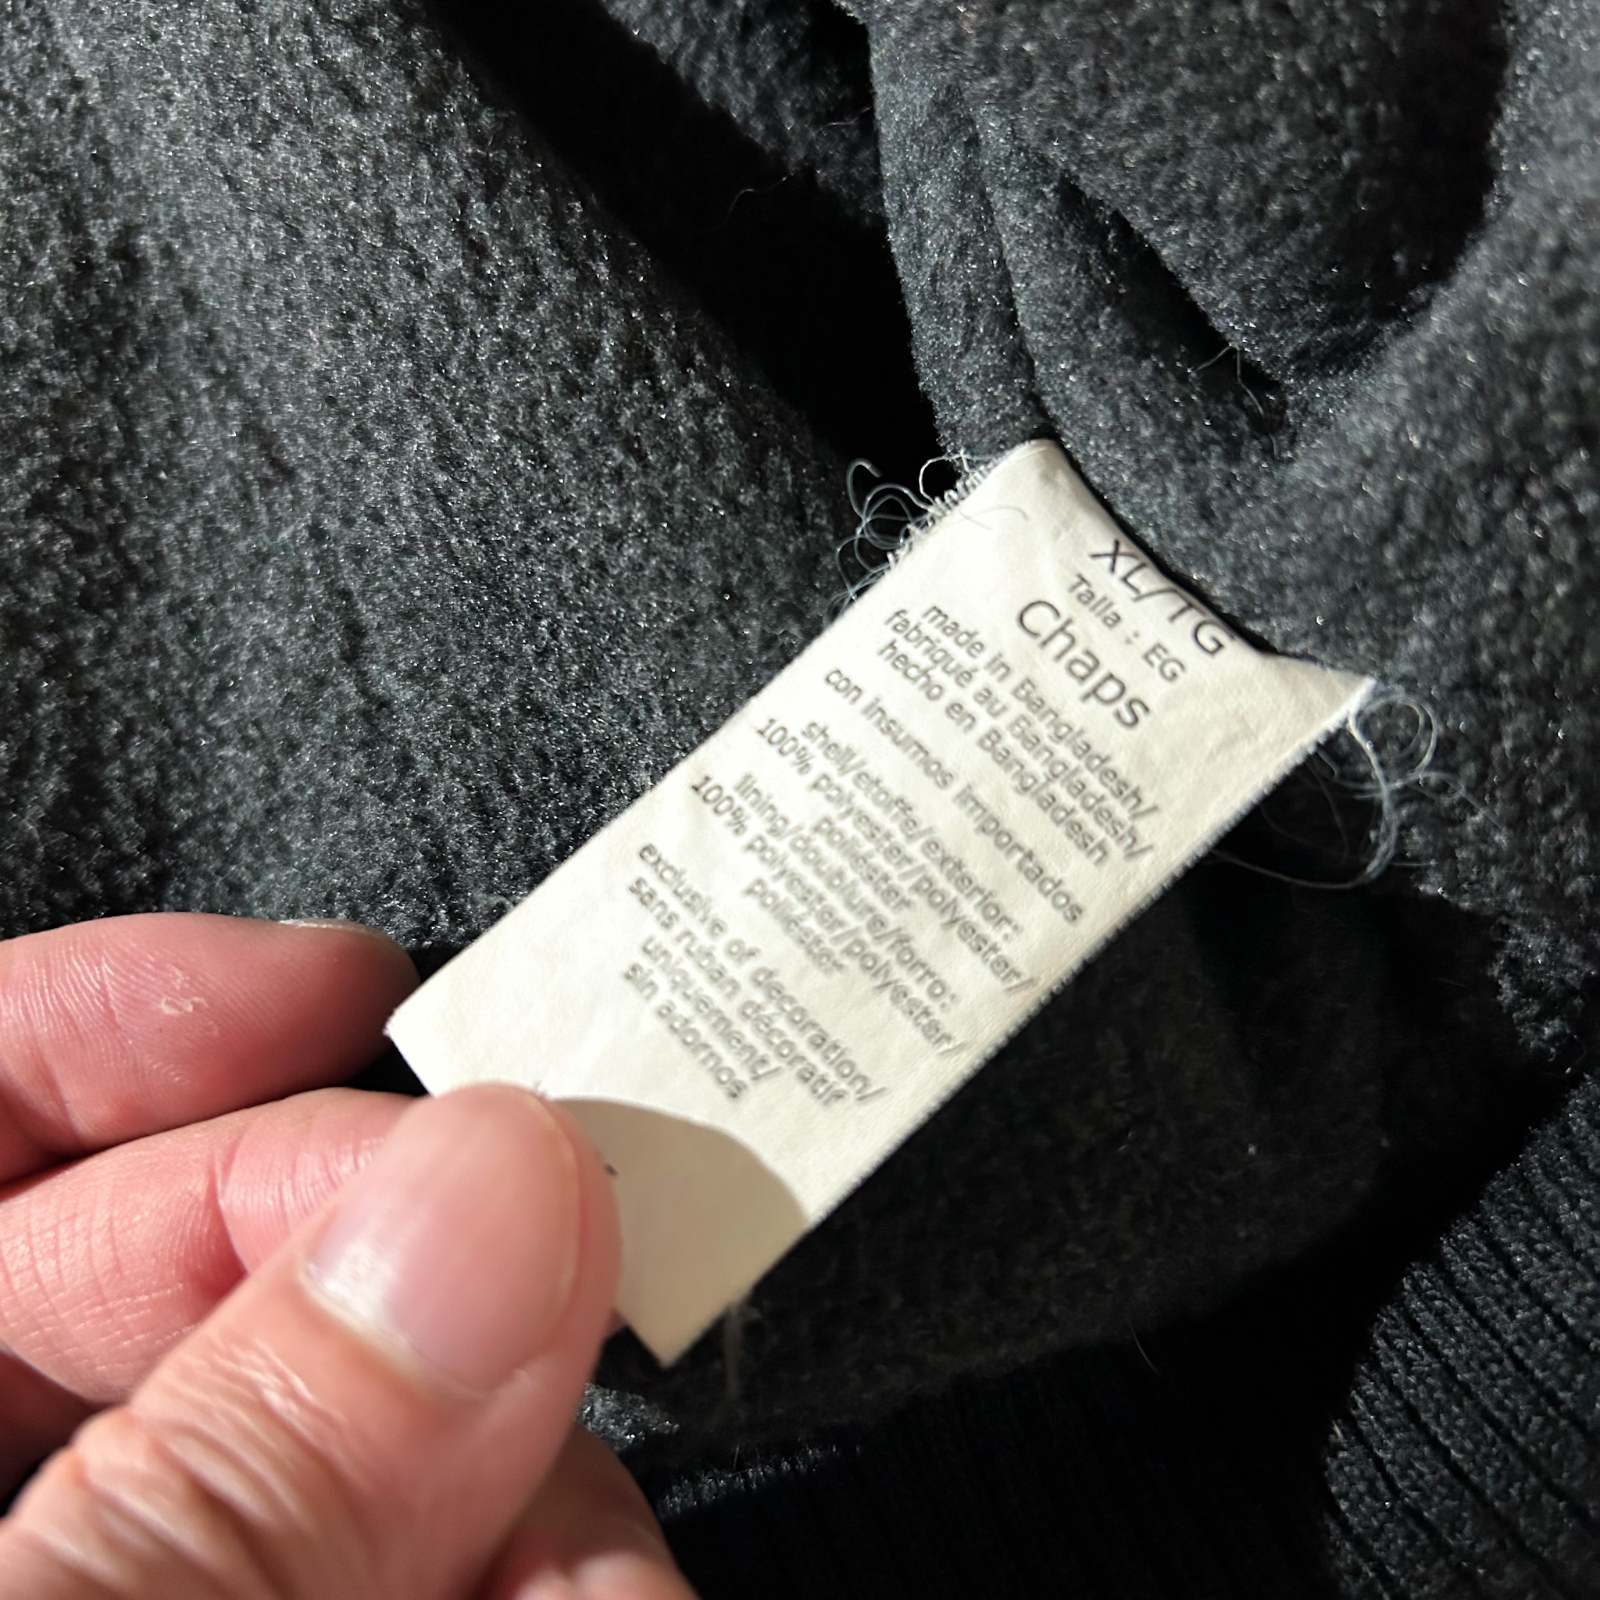 XL/TG
Talla : EG
Chaps
made in Bangladesh/
fabriqué au Bangladesh/
hecho en Bangladesh
con insumos importados
shell/étoffe/exterior:
100% polyester/polyester/
poliéster
lining/doublure/forro:
100% polyester/polyester/
poliéster
exclusive of decoration/
sans ruban décoratif
uniquement/
sin adornos